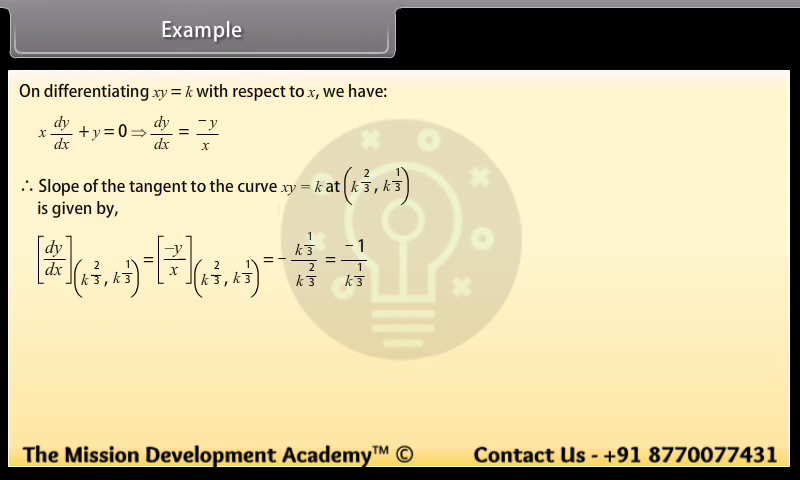 Example
On differentiating xy = k with respect to x, we have:
x dy/dx + y = 0 ⇒ dy/dx = −y/x
∴ Slope of the tangent to the curve xy = k at (k^(2/3), k^(1/3))
is given by,
[dy/dx](k^(2/3), k^(1/3)) = [−y/x](k^(2/3), k^(1/3)) = − k^(1/3)/k^(2/3) = −1/k^(1/3)
The Mission Development Academy™ © Contact Us - +91 8770077431